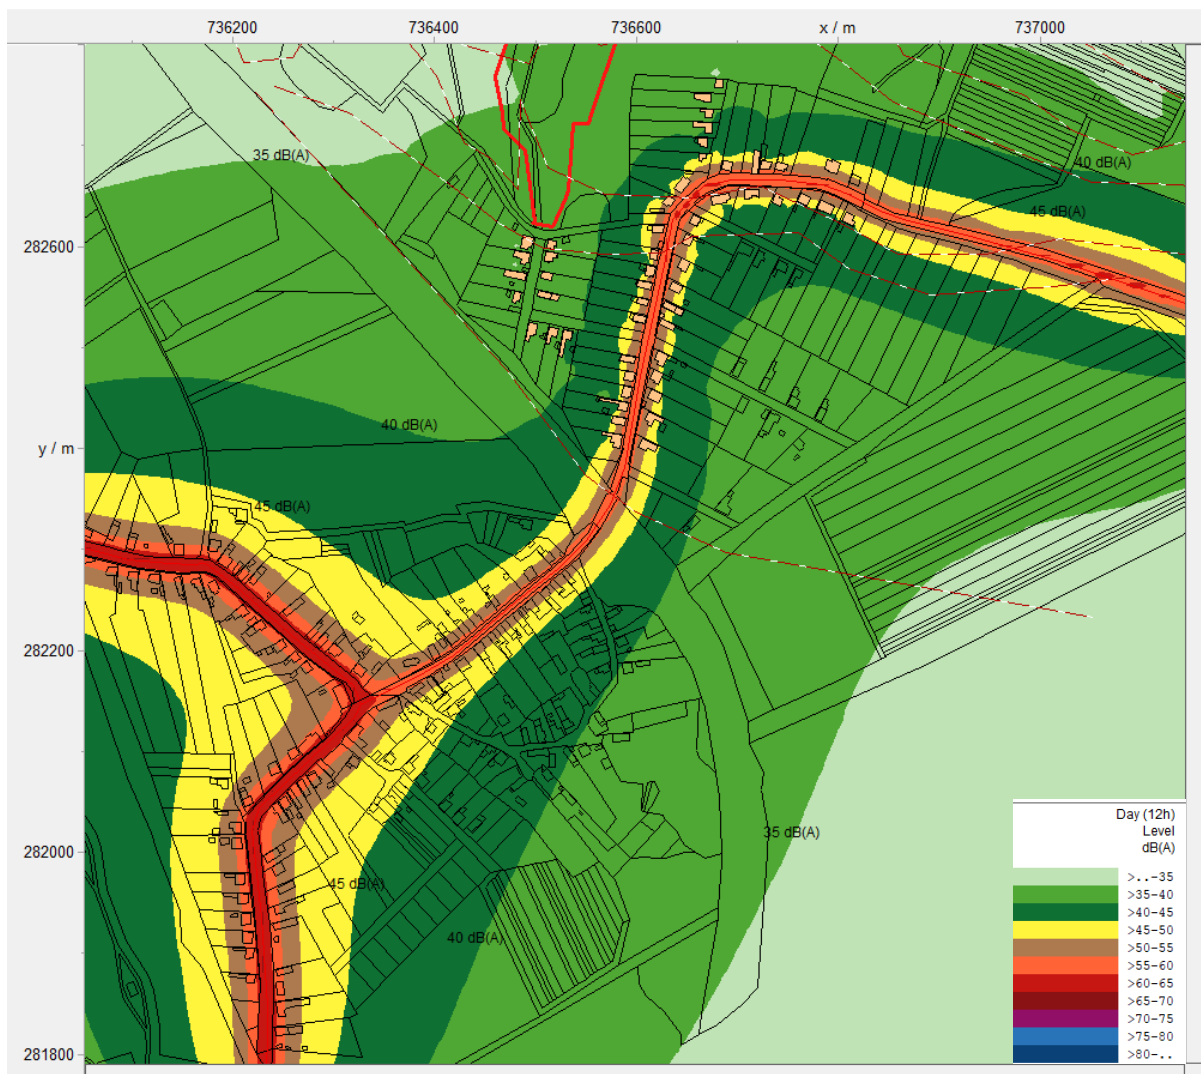 736200 736400 736600 x / m 737000
35 dB(A)
40 dB(A)
45 dB(A)
282600
40 dB(A)
y / m
45 dB(A)
282200
Day (12h)
Level
dB(A)
35 dB(A)
282000
>..-35
45 dB(A)
>35-40
>40-45
>45-50
40 dB(A)
>50-55
>55-60
>60-65
>65-70
>70-75
>75-80
281800
>80-..